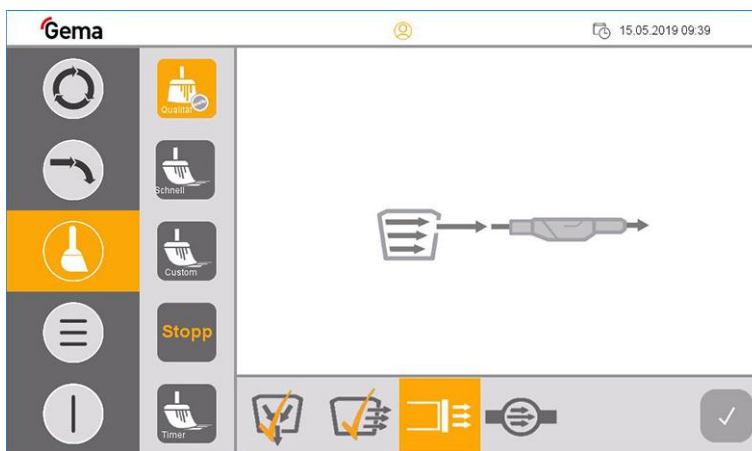 Gema
15.05.2019 09:39
Qualität
Schnell
Custom
Stopp
Timer